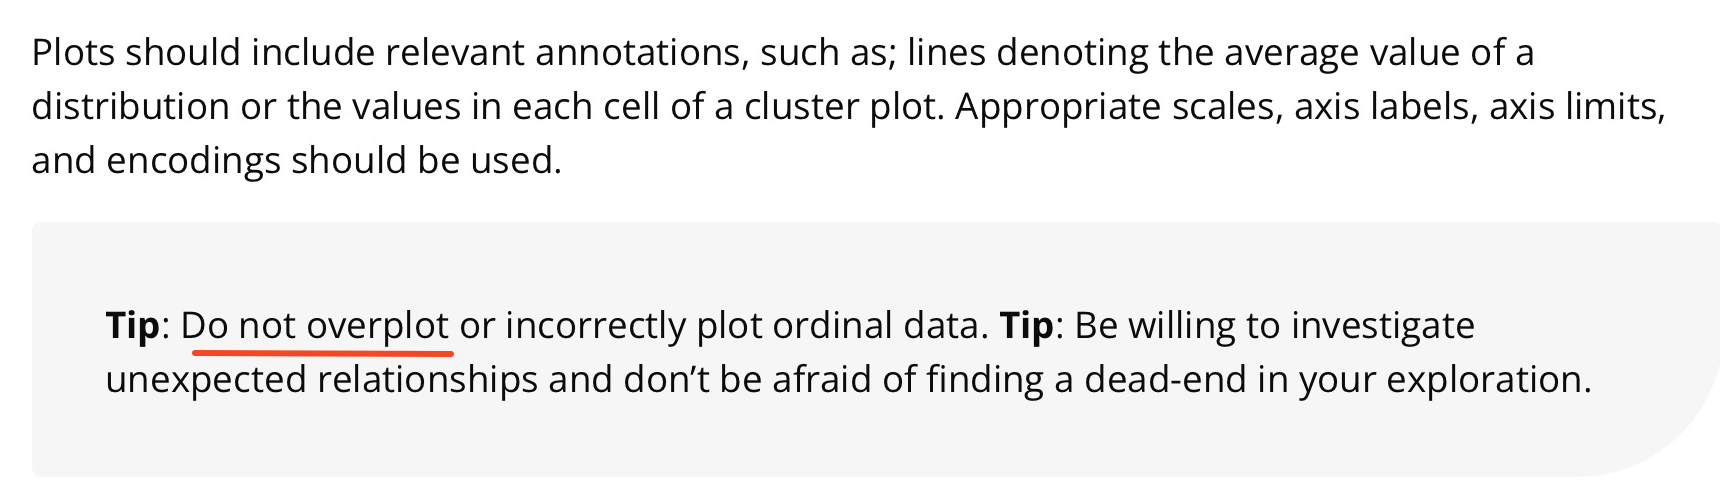 Plots should include relevant annotations, such as; lines denoting the average value of a
distribution or the values in each cell of a cluster plot. Appropriate scales, axis labels, axis limits,
and encodings should be used.
Tip: Do not overplot or incorrectly plot ordinal data. Tip: Be willing to investigate
unexpected relationships and don’t be afraid of finding a dead-end in your exploration.